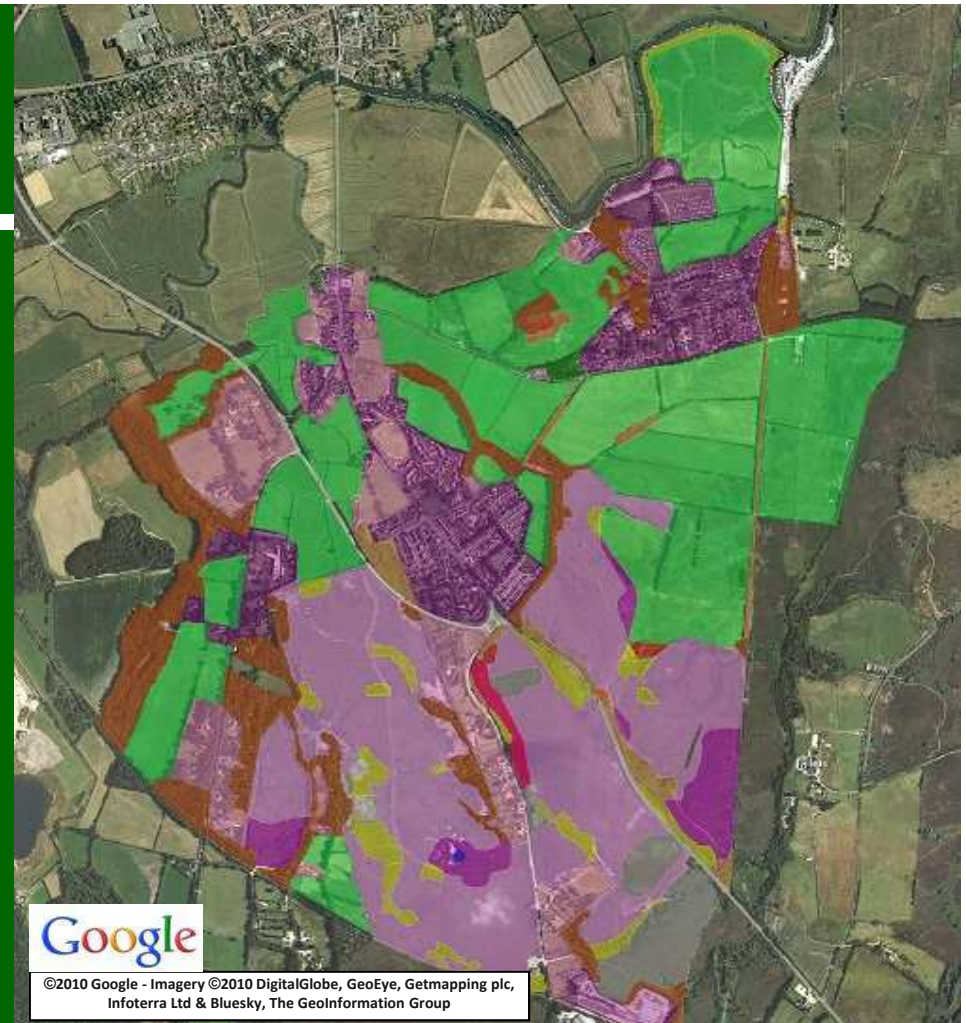 Google
©2010 Google - Imagery ©2010 DigitalGlobe, GeoEye, Getmapping plc,
Infoterra Ltd & Bluesky, The GeoInformation Group